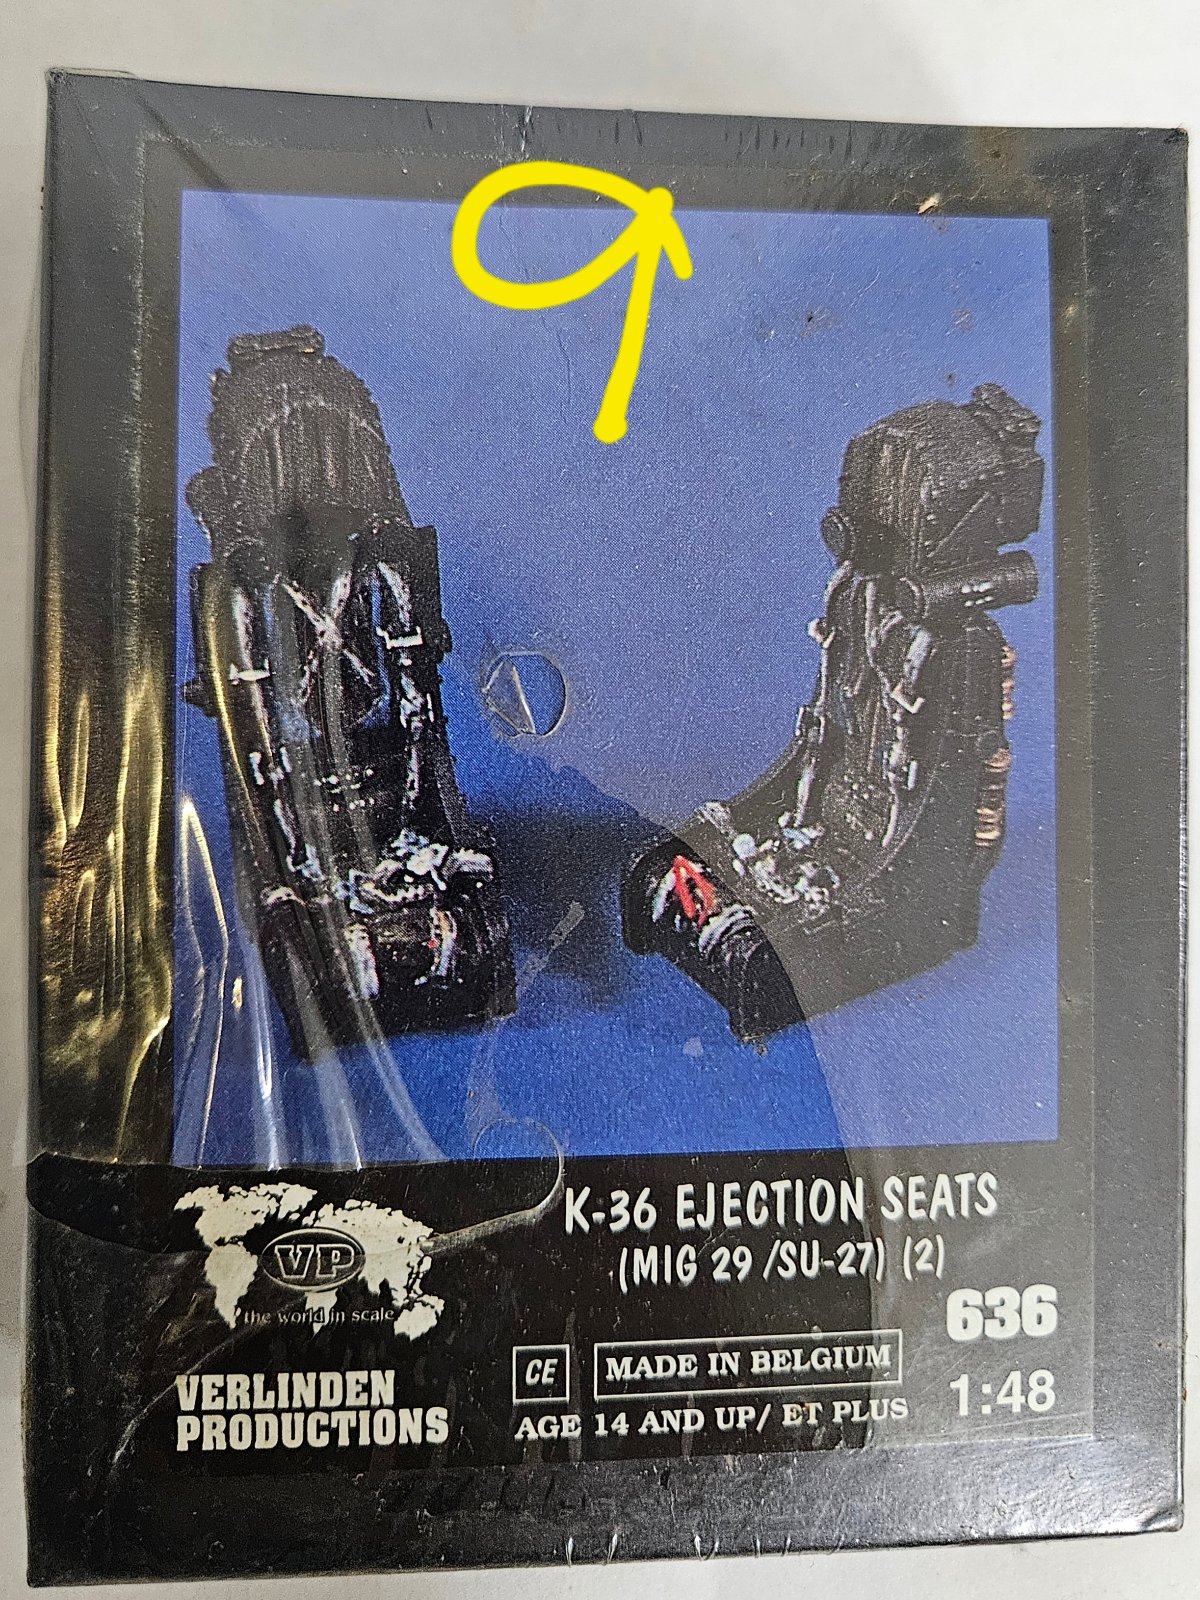 9
K-36 EJECTION SEATS
(MIG 29 /SU-27) (2)
636
VP
the world in scale
VERLINDEN
PRODUCTIONS
CE
MADE IN BELGIUM
AGE 14 AND UP/ ET PLUS
1:48